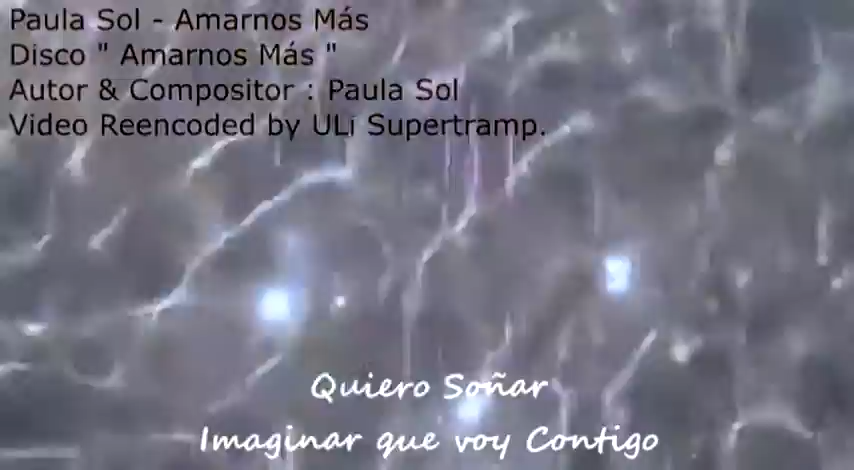 Paula Sol - Amarnos Más
Disco " Amarnos Más "
Autor & Compositor : Paula Sol
Video Reencoded by ULi Supertramp.
Quiero Soñar
Imaginar que voy Contigo